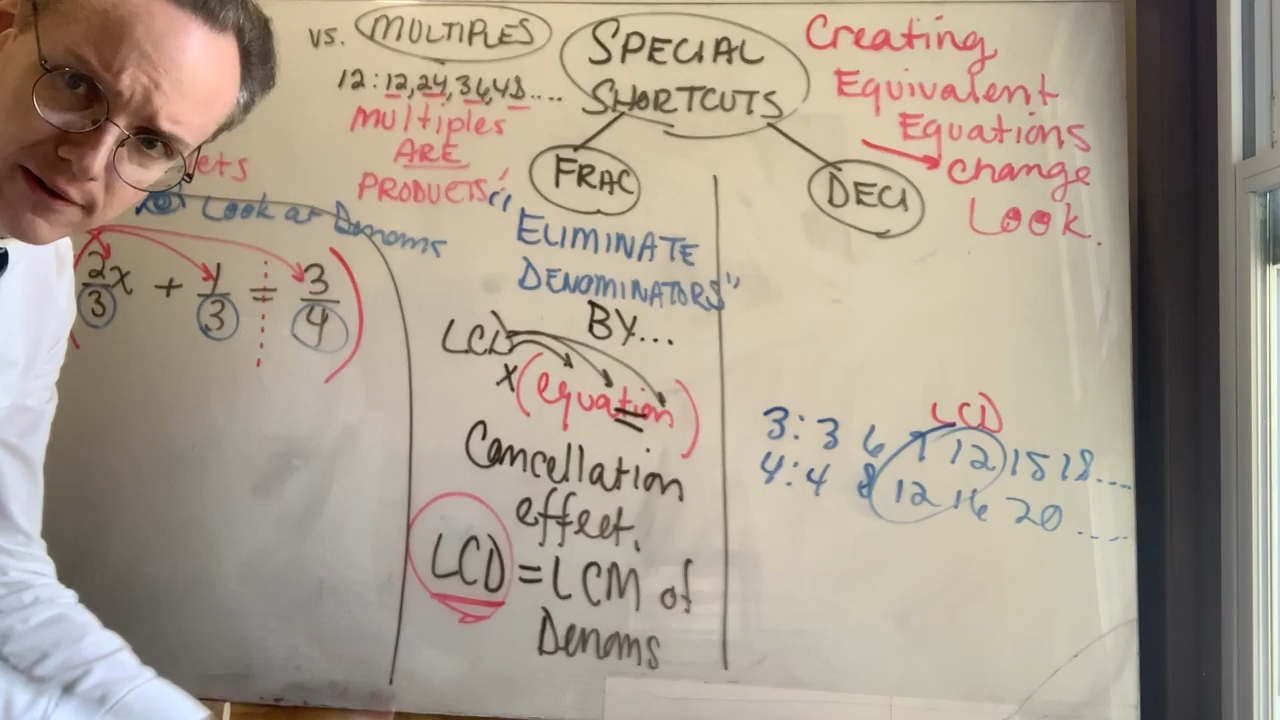 vs. MULTIPLES
12: 12, 24, 36, 48....
multiples
ARE
PRODUCTS
SPECIAL
SHORTCUTS
FRAC
DECI
Creating
Equivalent
Equations
change
Look.
Look at Denoms
2/3 x + 1/3 = 3/4
"ELIMINATE
DENOMINATORS"
BY...
LCD
x (equation)
Cancellation
effect.
LCD = LCM of
Denoms
LCD
3: 3 6 9 12 15 18....
4: 4 8 12 16 20 ....